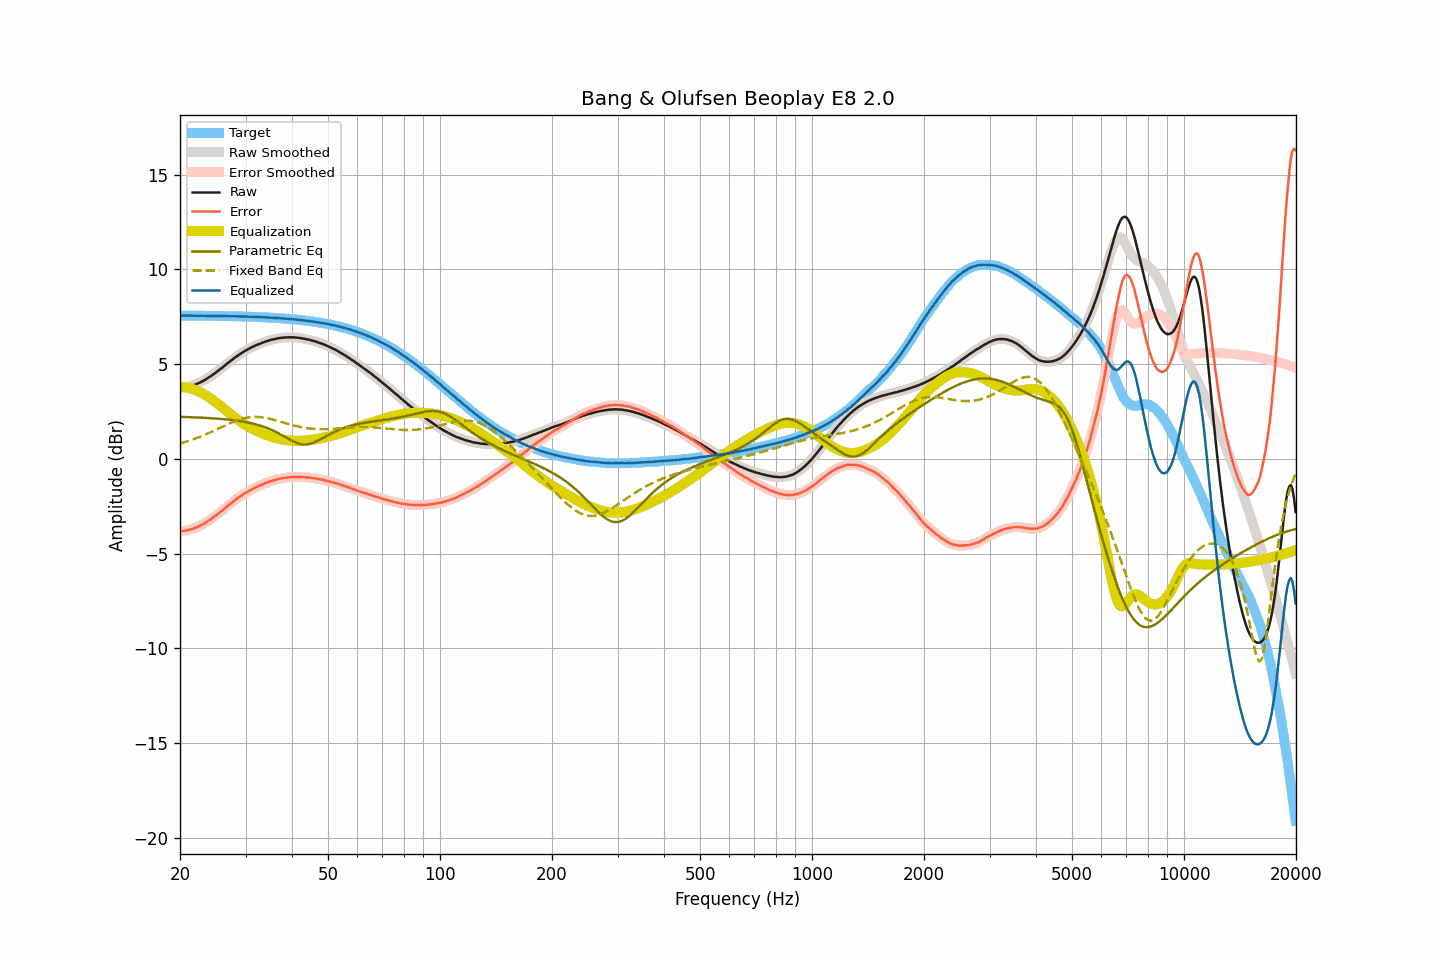 Bang & Olufsen Beoplay E8 2.0
Target
Raw Smoothed
Error Smoothed
Raw
Error
Equalization
Parametric Eq
Fixed Band Eq
Equalized
Amplitude (dBr)
15
10
5
0
−5
−10
−15
−20
20 50 100 200 500 1000 2000 5000 10000 20000
Frequency (Hz)